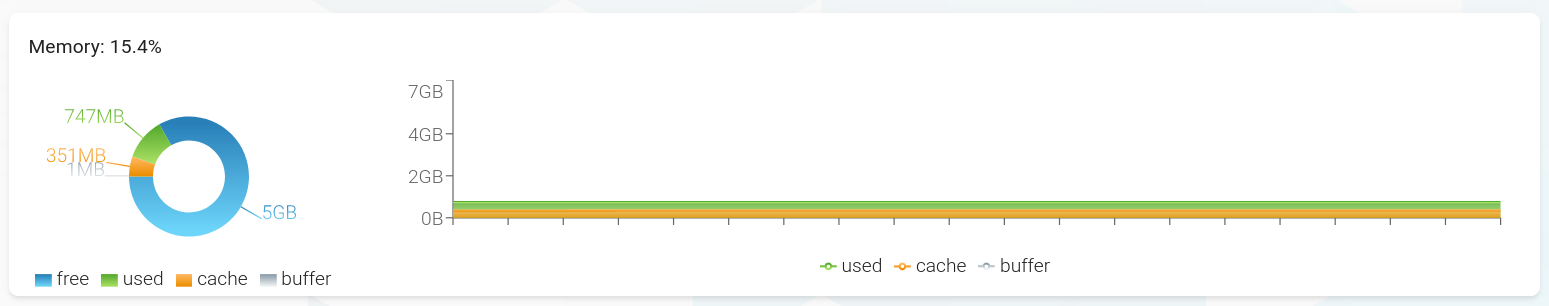 Memory: 15.4%
747MB
351MB
1MB
5GB
free used cache buffer
7GB
4GB
2GB
0B
used cache buffer